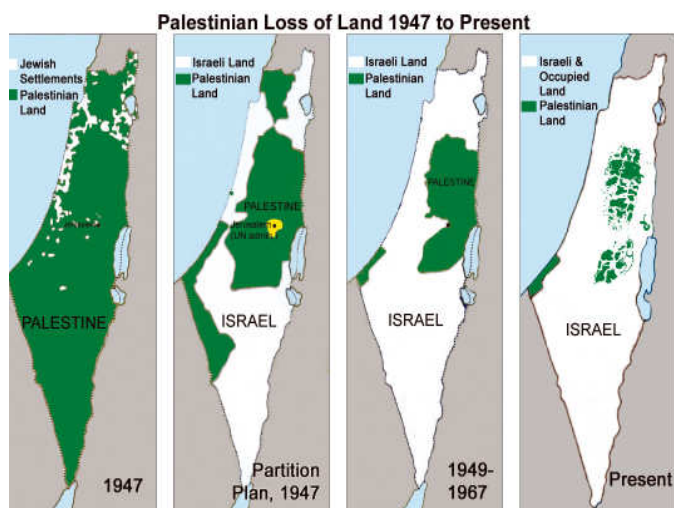 Palestinian Loss of Land 1947 to Present
Jewish
Settlements
Palestinian
Land
PALESTINE
1947
Israeli Land
Palestinian
Land
PALESTINE
Jerusalem
ISRAEL
Partition
Plan, 1947
Israeli Land
Palestinian
Land
PALESTINE
ISRAEL
1949-
1967
Israeli &
Occupied
Land
Palestinian
Land
ISRAEL
Present